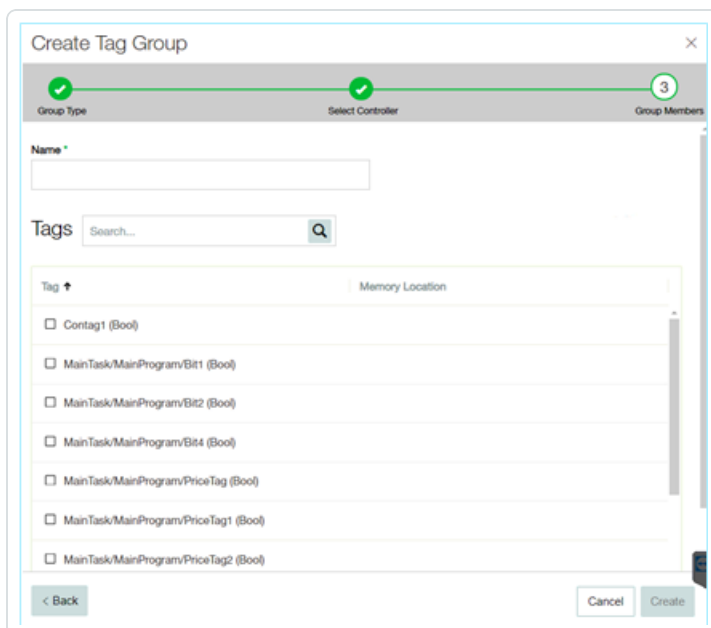 Create Tag Group
3
Group Type Select Controller Group Members
Name *
Tags Search...
Tag Memory Location
Contag1 (Bool)
MainTask/MainProgram/Bit1 (Bool)
MainTask/MainProgram/Bit2 (Bool)
MainTask/MainProgram/Bit4 (Bool)
MainTask/MainProgram/PriceTag (Bool)
MainTask/MainProgram/PriceTag1 (Bool)
MainTask/MainProgram/PriceTag2 (Bool)
< Back Cancel Create